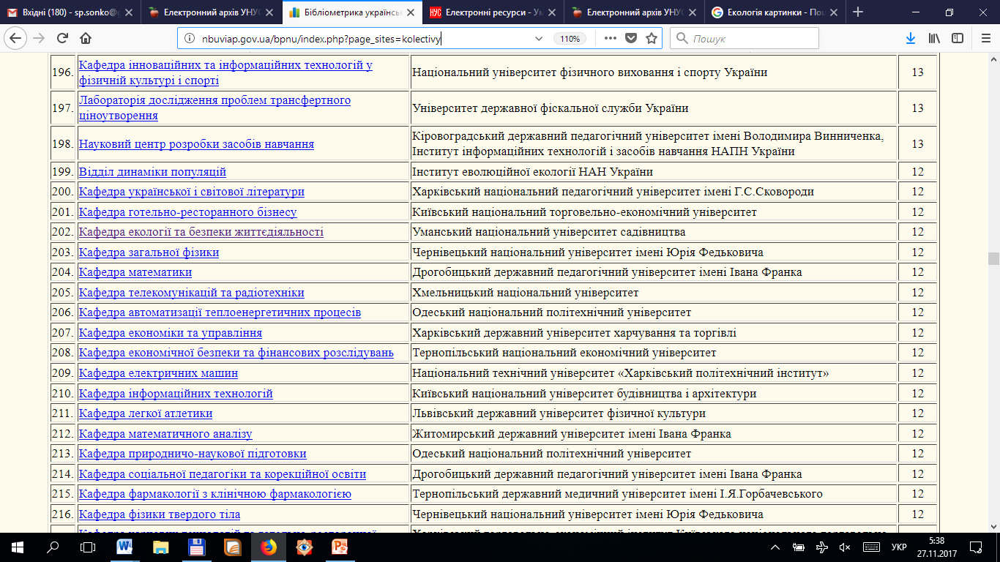 Вхідні (180) - sp.sonko@g
Електронний архів УНУС
Бібліометрика українськ
НУС Електронні ресурси - Ум
Електронний архів УНУС
Екологія картинки - Пош
nbuviap.gov.ua/bpnu/index.php?page_sites=kolectivy 110% Пошук
196. Кафедра інноваційних та інформаційних технологій у
фізичній культурі і спорті
Національний університет фізичного виховання і спорту України 13
197. Лабораторія дослідження проблем трансфертного
ціноутворення
Університет державної фіскальної служби України 13
198. Науковий центр розробки засобів навчання
Кіровоградський державний педагогічний університет імені Володимира Винниченка,
Інститут інформаційних технологій і засобів навчання НАПН України 13
199. Відділ динаміки популяцій Інститут еволюційної екології НАН України 12
200. Кафедра української і світової літератури Харківський національний педагогічний університет імені Г.С.Сковороди 12
201. Кафедра готельно-ресторанного бізнесу Київський національний торговельно-економічний університет 12
202. Кафедра екології та безпеки життєдіяльності Уманський національний університет садівництва 12
203. Кафедра загальної фізики Чернівецький національний університет імені Юрія Федьковича 12
204. Кафедра математики Дрогобицький державний педагогічний університет імені Івана Франка 12
205. Кафедра телекомунікацій та радіотехніки Хмельницький національний університет 12
206. Кафедра автоматизації теплоенергетичних процесів Одеський національний політехнічний університет 12
207. Кафедра економіки та управління Харківський державний університет харчування та торгівлі 12
208. Кафедра економічної безпеки та фінансових розслідувань Тернопільський національний економічний університет 12
209. Кафедра електричних машин Національний технічний університет «Харківський політехнічний інститут» 12
210. Кафедра інформаційних технологій Київський національний університет будівництва і архітектури 12
211. Кафедра легкої атлетики Львівський державний університет фізичної культури 12
212. Кафедра математичного аналізу Житомирський державний університет імені Івана Франка 12
213. Кафедра природничо-наукової підготовки Одеський національний політехнічний університет 12
214. Кафедра соціальної педагогіки та корекційної освіти Дрогобицький державний педагогічний університет імені Івана Франка 12
215. Кафедра фармакології з клінічною фармакологією Тернопільський державний медичний університет імені І.Я.Горбачевського 12
216. Кафедра фізики твердого тіла Чернівецький національний університет імені Юрія Федьковича 12
УКР
5:38
27.11.2017